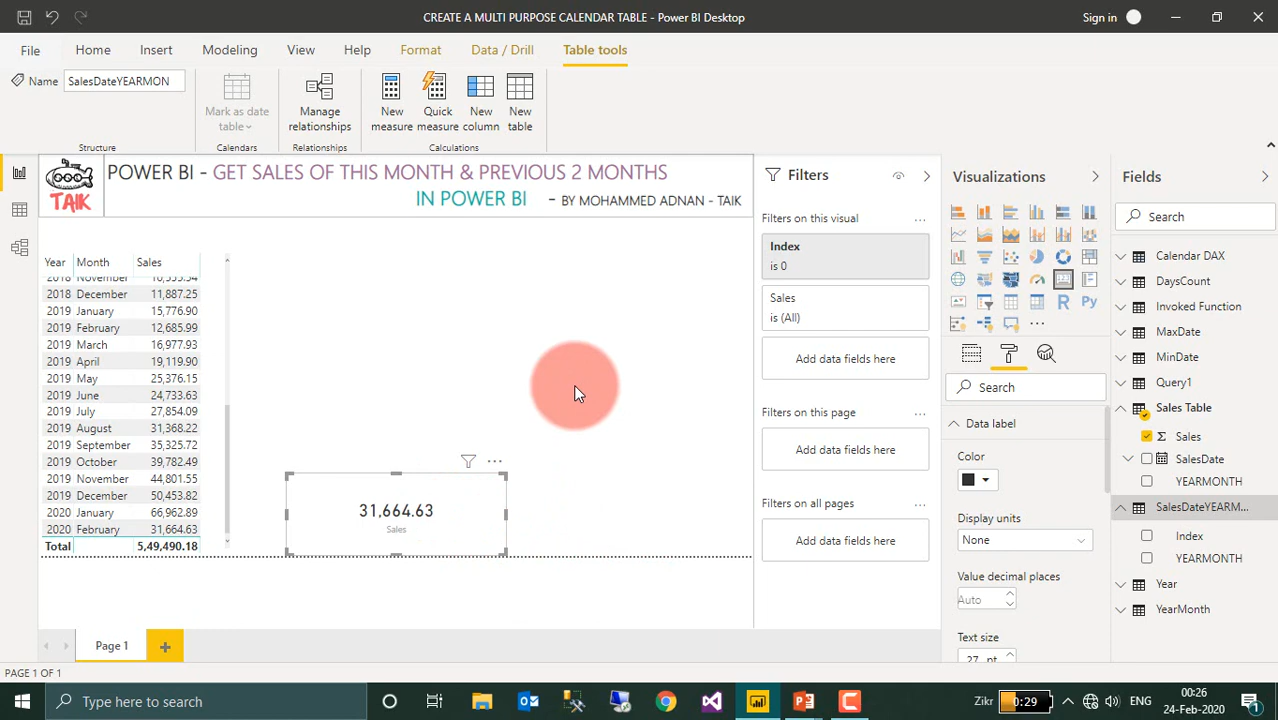 CREATE A MULTI PURPOSE CALENDAR TABLE - Power BI Desktop
Sign in
File Home Insert Modeling View Help Format Data / Drill Table tools
Name SalesDateYEARMON
Mark as date table
Manage relationships
New measure
Quick measure
New column
New table
Structure Calendars Relationships Calculations
TAIK
POWER BI - GET SALES OF THIS MONTH & PREVIOUS 2 MONTHS
IN POWER BI - BY MOHAMMED ADNAN - TAIK
Year Month Sales
2018 November
2018 December 11,887.25
2019 January 15,776.90
2019 February 12,685.99
2019 March 16,977.93
2019 April 19,119.90
2019 May 25,376.15
2019 June 24,733.63
2019 July 27,854.09
2019 August 31,368.22
2019 September 35,325.72
2019 October 39,782.49
2019 November 44,801.55
2019 December 50,453.82
2020 January 66,962.89
2020 February 31,664.63
Total 5,49,490.18
31,664.63
Sales
Filters
Filters on this visual
Index
is 0
Sales
is (All)
Add data fields here
Filters on this page
Add data fields here
Filters on all pages
Add data fields here
Visualizations
R Py
Search
Data label
Color
Display units
None
Value decimal places
Auto
Text size
27 pt
Fields
Search
Calendar DAX
DaysCount
Invoked Function
MaxDate
MinDate
Query1
Sales Table
Sales
SalesDate
YEARMONTH
SalesDateYEARM...
Index
YEARMONTH
Year
YearMonth
Page 1
PAGE 1 OF 1
Type here to search
Zikr 0:29 ENG
00:26
24-Feb-2020
1